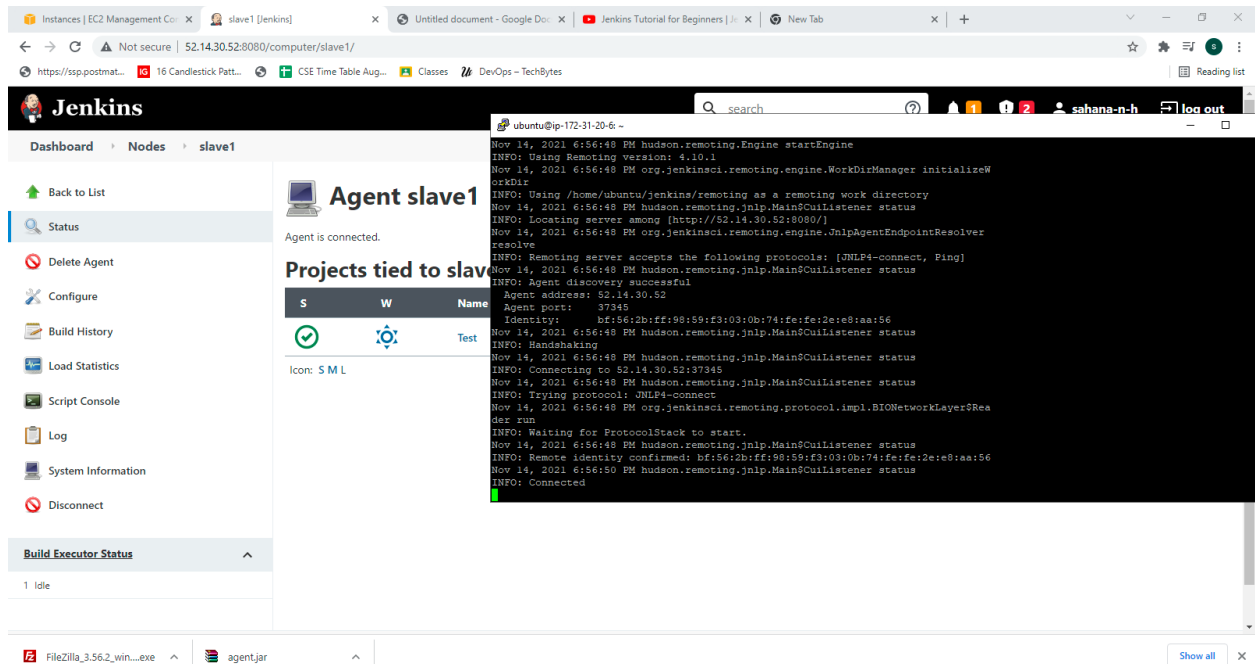 Instances | EC2 Management Cor
slave1 [Jenkins]
Untitled document - Google Doc
Jenkins Tutorial for Beginners | Je
New Tab
Not secure | 52.14.30.52:8080/computer/slave1/
https://ssp.postmat...
16 Candlestick Patt...
CSE Time Table Aug...
Classes
DevOps – TechBytes
Reading list
Jenkins
search
1
2
sahana-n-h
log out
Dashboard
Nodes
slave1
Back to List
Status
Delete Agent
Configure
Build History
Load Statistics
Script Console
Log
System Information
Disconnect
Build Executor Status
1 Idle
Agent slave1
Agent is connected.
Projects tied to slave
S W Name
Test
Icon: S M L
ubuntu@ip-172-31-20-6: ~
Nov 14, 2021 6:56:48 PM hudson.remoting.Engine startEngine
INFO: Using Remoting version: 4.10.1
Nov 14, 2021 6:56:48 PM org.jenkinsci.remoting.engine.WorkDirManager initializeW
orkDir
INFO: Using /home/ubuntu/jenkins/remoting as a remoting work directory
Nov 14, 2021 6:56:48 PM hudson.remoting.jnlp.Main$CuiListener status
INFO: Locating server among [http://52.14.30.52:8080/]
Nov 14, 2021 6:56:48 PM org.jenkinsci.remoting.engine.JnlpAgentEndpointResolver
resolve
INFO: Remoting server accepts the following protocols: [JNLP4-connect, Ping]
Nov 14, 2021 6:56:48 PM hudson.remoting.jnlp.Main$CuiListener status
INFO: Agent discovery successful
Agent address: 52.14.30.52
Agent port: 37345
Identity: bf:56:2b:ff:98:59:f3:03:0b:74:fe:fe:2e:e8:aa:56
Nov 14, 2021 6:56:48 PM hudson.remoting.jnlp.Main$CuiListener status
INFO: Handshaking
Nov 14, 2021 6:56:48 PM hudson.remoting.jnlp.Main$CuiListener status
INFO: Connecting to 52.14.30.52:37345
Nov 14, 2021 6:56:48 PM hudson.remoting.jnlp.Main$CuiListener status
INFO: Trying protocol: JNLP4-connect
Nov 14, 2021 6:56:48 PM org.jenkinsci.remoting.protocol.impl.BIONetworkLayer$Rea
der run
INFO: Waiting for ProtocolStack to start.
Nov 14, 2021 6:56:48 PM hudson.remoting.jnlp.Main$CuiListener status
INFO: Remote identity confirmed: bf:56:2b:ff:98:59:f3:03:0b:74:fe:fe:2e:e8:aa:56
Nov 14, 2021 6:56:50 PM hudson.remoting.jnlp.Main$CuiListener status
INFO: Connected
FileZilla_3.56.2_win....exe
agent.jar
Show all